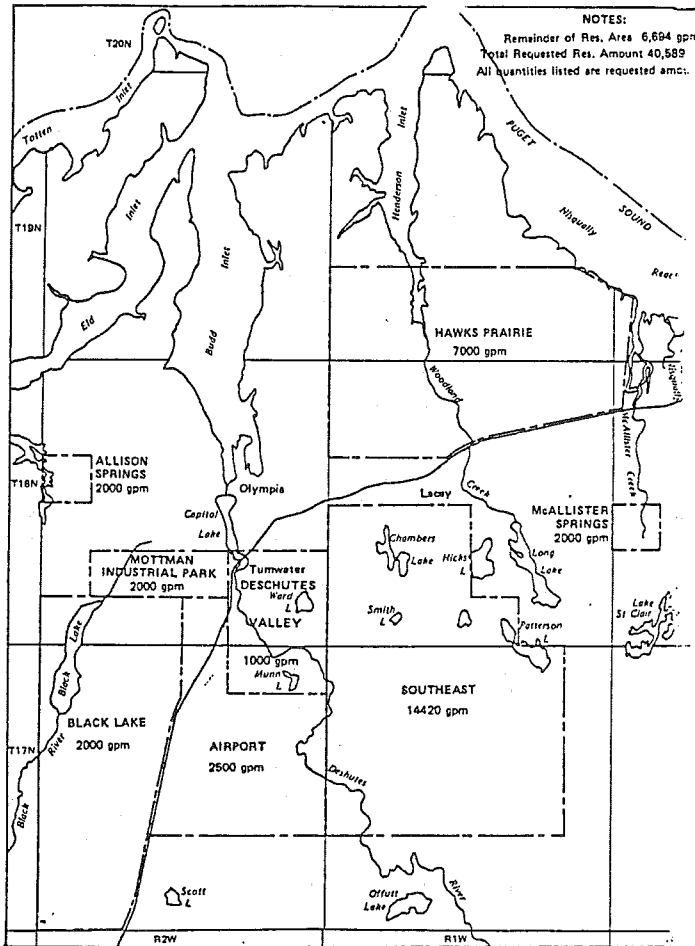 NOTES:
Remainder of Res. Area 6,694 gpm
Total Requested Res. Amount 40,589
All quantities listed are requested
T20N
Totten
Inlet
T19N
Inlet
Eld
Budd
Inlet
Henderson
Inlet
PUGET
SOUND
Nisqually
HAWKS PRAIRIE
7000 gpm
Woodland
Creek
McAllister
Creek
ALLISON
SPRINGS
2000 gpm
T18N
Olympia
Capitol
Lake
Lacey
McALLISTER
SPRINGS
2000 gpm
Chambers
Lake
Hicks
L
Long
Lake
MOTTMAN
INDUSTRIAL PARK
2000 gpm
Tumwater
DESCHUTES
Ward
L
VALLEY
1000 gpm
Munn
L
Smith
L
Patterson
L
Lake
St Clair
Black
Lake
BLACK LAKE
2000 gpm
Black
River
T17N
AIRPORT
2500 gpm
SOUTHEAST
14420 gpm
Deshutes
River
Scott
L
Offutt
Lake
R2W
R1W